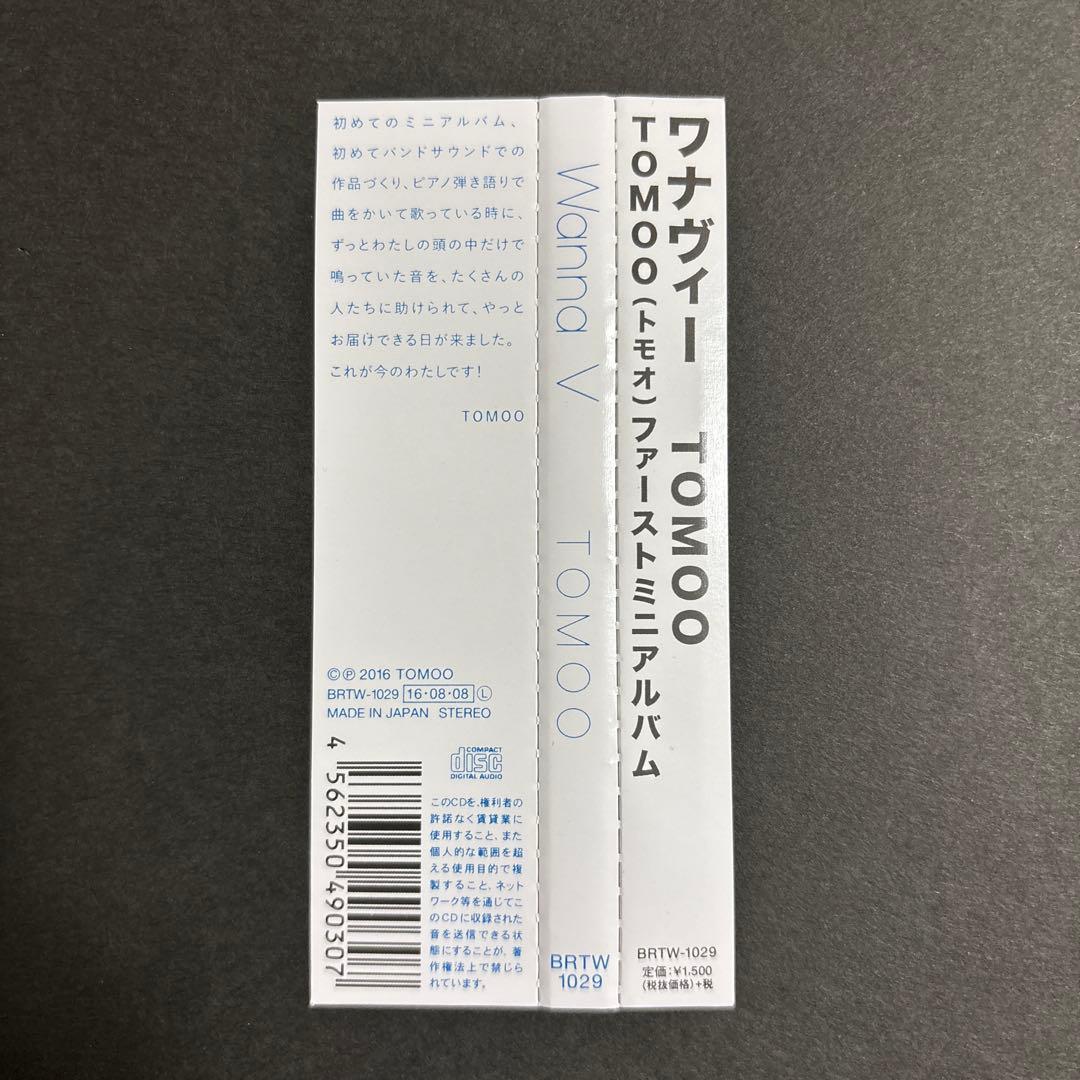 初めてのミニアルバム、
初めてバンドサウンドでの
作品づくり、ピアノ弾き語りで
曲をかいて歌っている時に、
ずっとわたしの頭の中だけで
鳴っていた音を、たくさんの
人たちに助けられて、やっと
お届けできる日が来ました。
これが今のわたしです!
TOMOO
©℗ 2016 TOMOO
BRTW-1029 16・08・08 Ⓛ
MADE IN JAPAN STEREO
COMPACT
disc
DIGITAL AUDIO
4 562350 490307
このCDを、権利者の
許諾なく賃貸業に
使用すること、また
個人的な範囲を超
える使用目的で複
製すること、ネット
ワーク等を通じてこ
のCDに収録された
音を送信できる状
態にすることが、著
作権法上で禁じら
れています。
Wanna V TOMOO
BRTW
1029
ワナヴィー TOMOO
TOMOO(トモオ)ファーストミニアルバム
BRTW-1029
定価:¥1,500
(税抜価格)+税